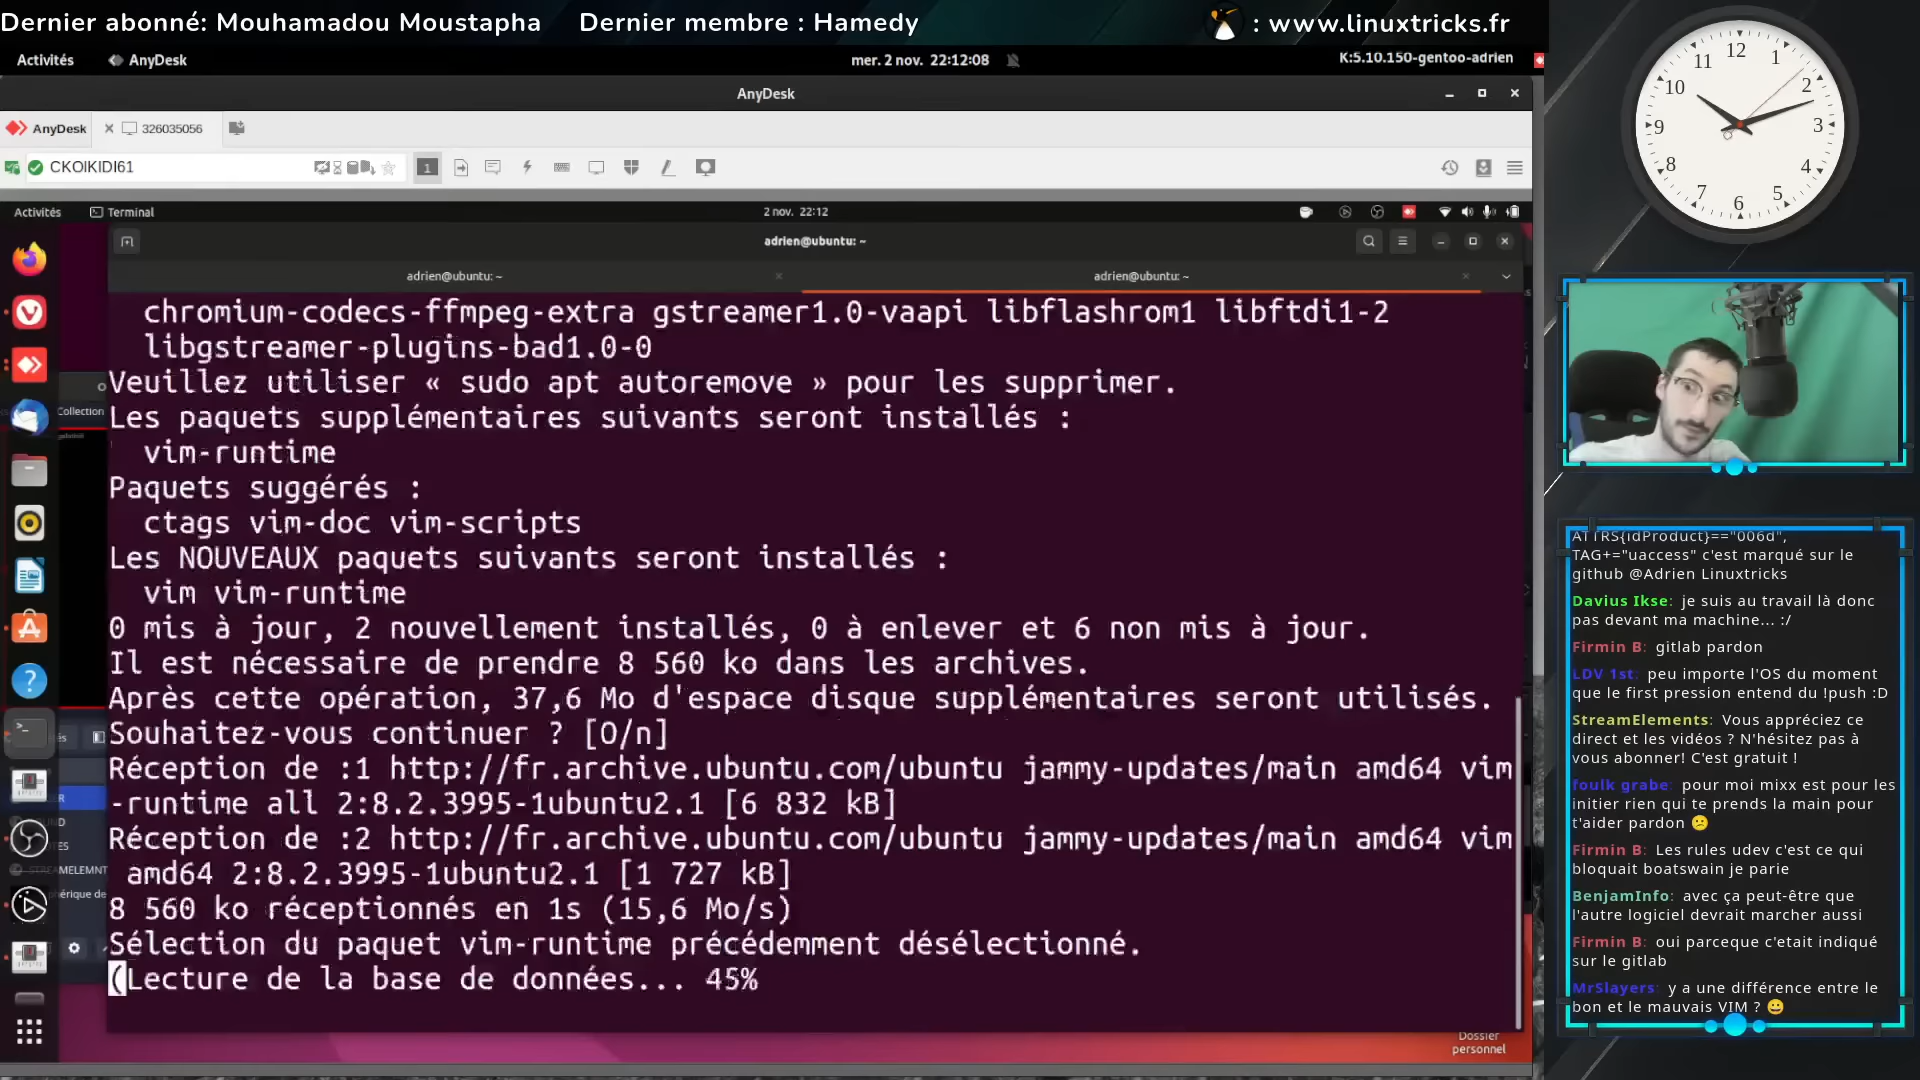 Dernier abonné: Mouhamadou Moustapha Dernier membre : Hamedy
: www.linuxtricks.fr
Activités AnyDesk
mer. 2 nov. 22:12:08
K:5.10.150-gentoo-adrien
AnyDesk
AnyDesk 326035056
CKOIKIDI61
1
Activités Terminal
2 nov. 22:12
adrien@ubuntu: ~
adrien@ubuntu: ~
adrien@ubuntu: ~
chromium-codecs-ffmpeg-extra gstreamer1.0-vaapi libflashrom1 libftdi1-2
libgstreamer-plugins-bad1.0-0
Veuillez utiliser « sudo apt autoremove » pour les supprimer.
Les paquets supplémentaires suivants seront installés :
vim-runtime
Paquets suggérés :
ctags vim-doc vim-scripts
Les NOUVEAUX paquets suivants seront installés :
vim vim-runtime
0 mis à jour, 2 nouvellement installés, 0 à enlever et 6 non mis à jour.
Il est nécessaire de prendre 8 560 ko dans les archives.
Après cette opération, 37,6 Mo d'espace disque supplémentaires seront utilisés.
Souhaitez-vous continuer ? [O/n]
Réception de :1 http://fr.archive.ubuntu.com/ubuntu jammy-updates/main amd64 vim
-runtime all 2:8.2.3995-1ubuntu2.1 [6 832 kB]
Réception de :2 http://fr.archive.ubuntu.com/ubuntu jammy-updates/main amd64 vim
amd64 2:8.2.3995-1ubuntu2.1 [1 727 kB]
8 560 ko réceptionnés en 1s (15,6 Mo/s)
Sélection du paquet vim-runtime précédemment désélectionné.
(Lecture de la base de données... 45%
Collection
Dossier
personnel
12
1
2
3
4
5
6
7
8
9
10
11
ATTRS{idProduct}=="006d",
TAG+="uaccess" c'est marqué sur le
github @Adrien Linuxtricks
Davius Ikse: je suis au travail là donc
pas devant ma machine... :/
Firmin B: gitlab pardon
LDV 1st: peu importe l'OS du moment
que le first pression entend du !push :D
StreamElements: Vous appréciez ce
direct et les vidéos ? N'hésitez pas à
vous abonner! C'est gratuit !
foulk grabe: pour moi mixx est pour les
initier rien qui te prends la main pour
t'aider pardon 😕
Firmin B: Les rules udev c'est ce qui
bloquait boatswain je parie
BenjamInfo: avec ça peut-être que
l'autre logiciel devrait marcher aussi
Firmin B: oui parceque c'etait indiqué
sur le gitlab
MrSlayers: y a une différence entre le
bon et le mauvais VIM ? 😀